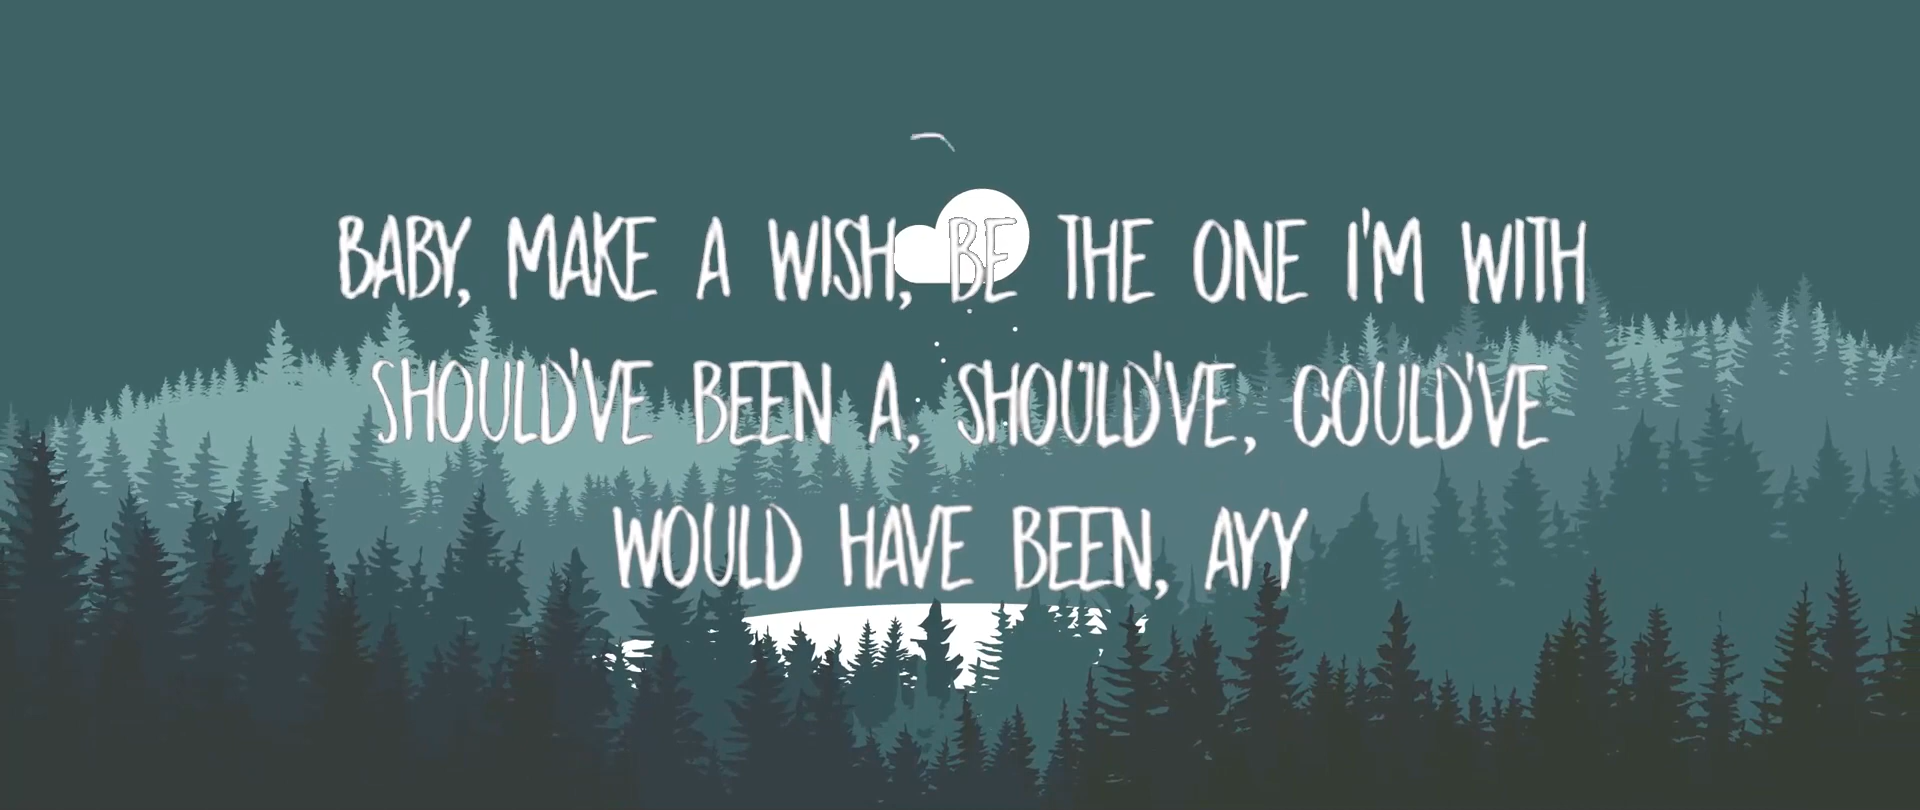 BABY, MAKE A WISH, BE THE ONE I'M WITH
SHOULD'VE BEEN A, SHOULD'VE, COULD'VE
WOULD HAVE BEEN, AYY